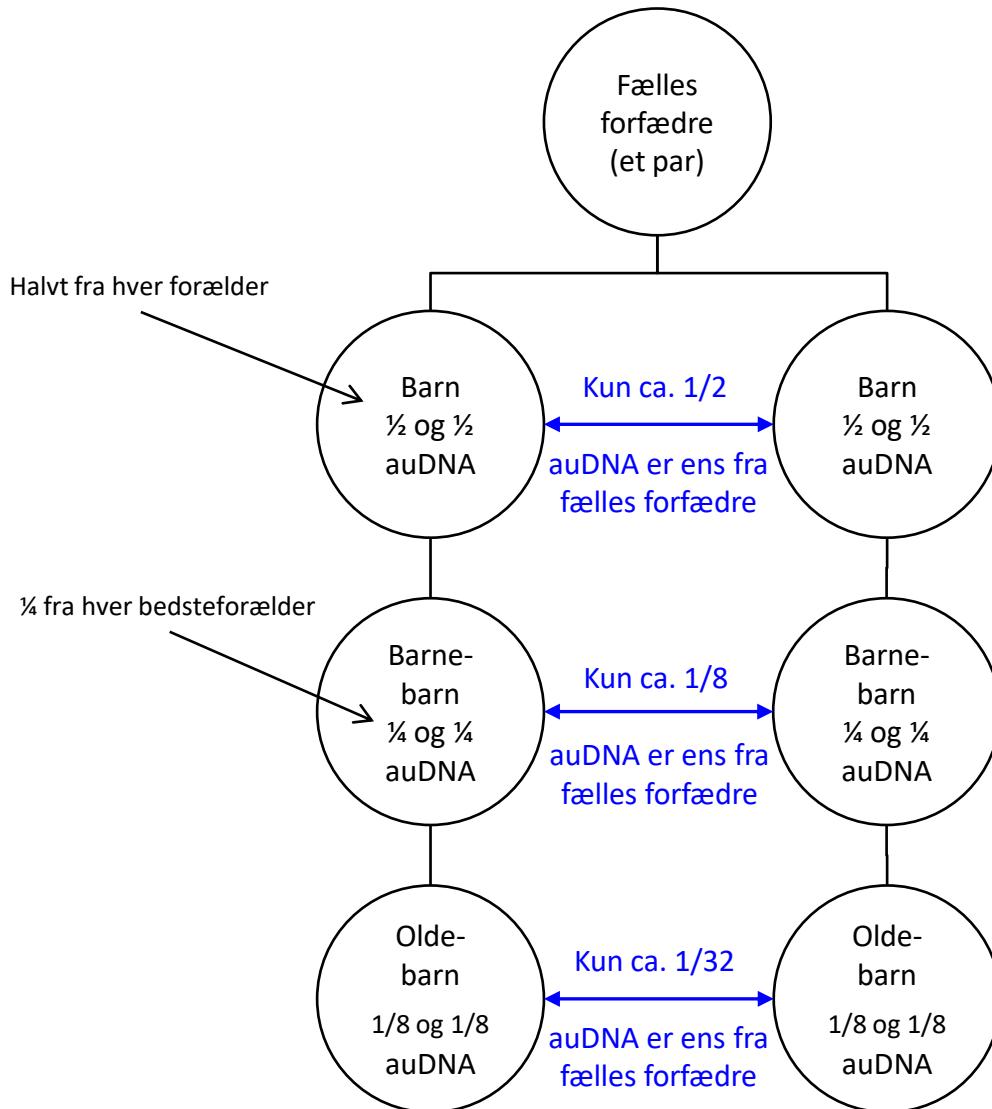 Fælles
forfædre
(et par)
Halvt fra hver forælder
Barn
½ og ½
auDNA
Kun ca. 1/2
auDNA er ens fra
fælles forfædre
Barn
½ og ½
auDNA
¼ fra hver bedsteforælder
Barne-
barn
¼ og ¼
auDNA
Kun ca. 1/8
auDNA er ens fra
fælles forfædre
Barne-
barn
¼ og ¼
auDNA
Olde-
barn
1/8 og 1/8
auDNA
Kun ca. 1/32
auDNA er ens fra
fælles forfædre
Olde-
barn
1/8 og 1/8
auDNA